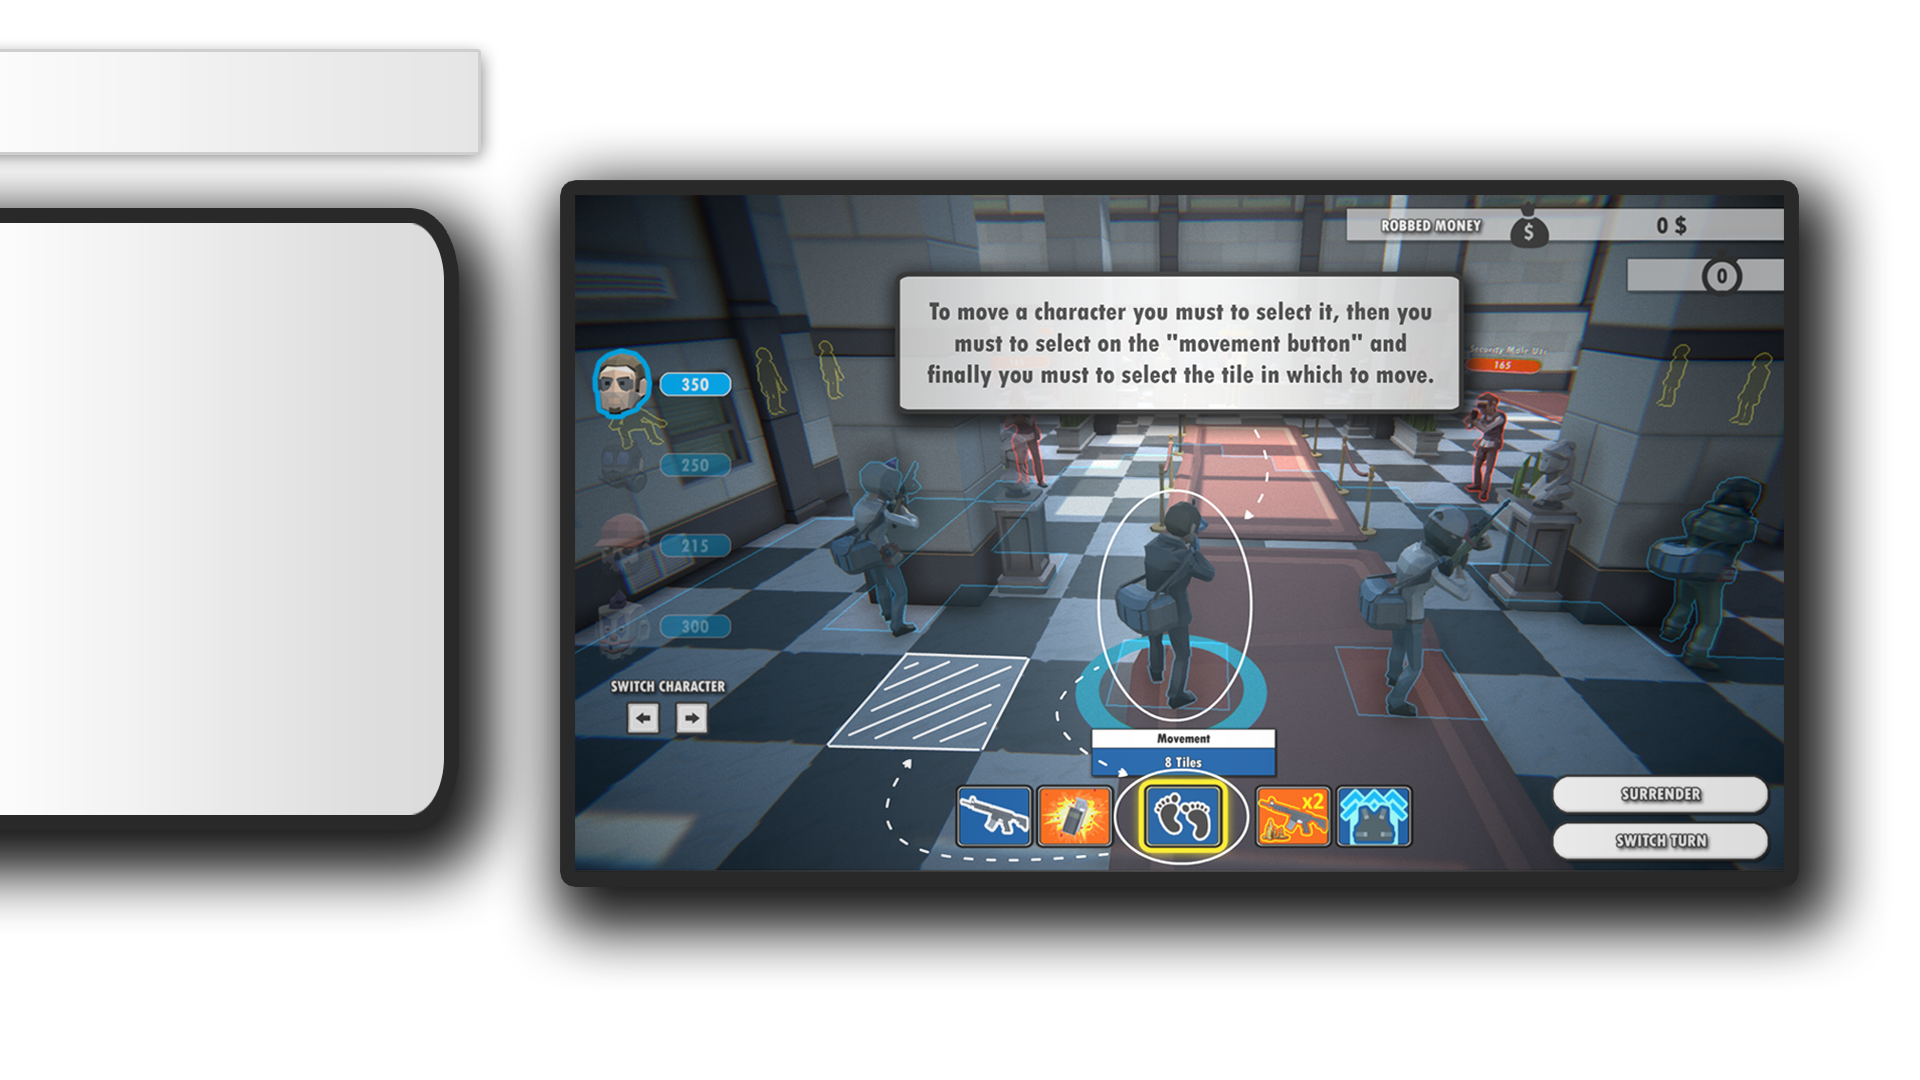 ROBBED MONEY
$
0 $
0
To move a character you must to select it, then you
must to select on the "movement button" and
finally you must to select the tile in which to move.
165
350
250
215
300
SWITCH CHARACTER
Movement
8 Tiles
x2
SURRENDER
SWITCH TURN